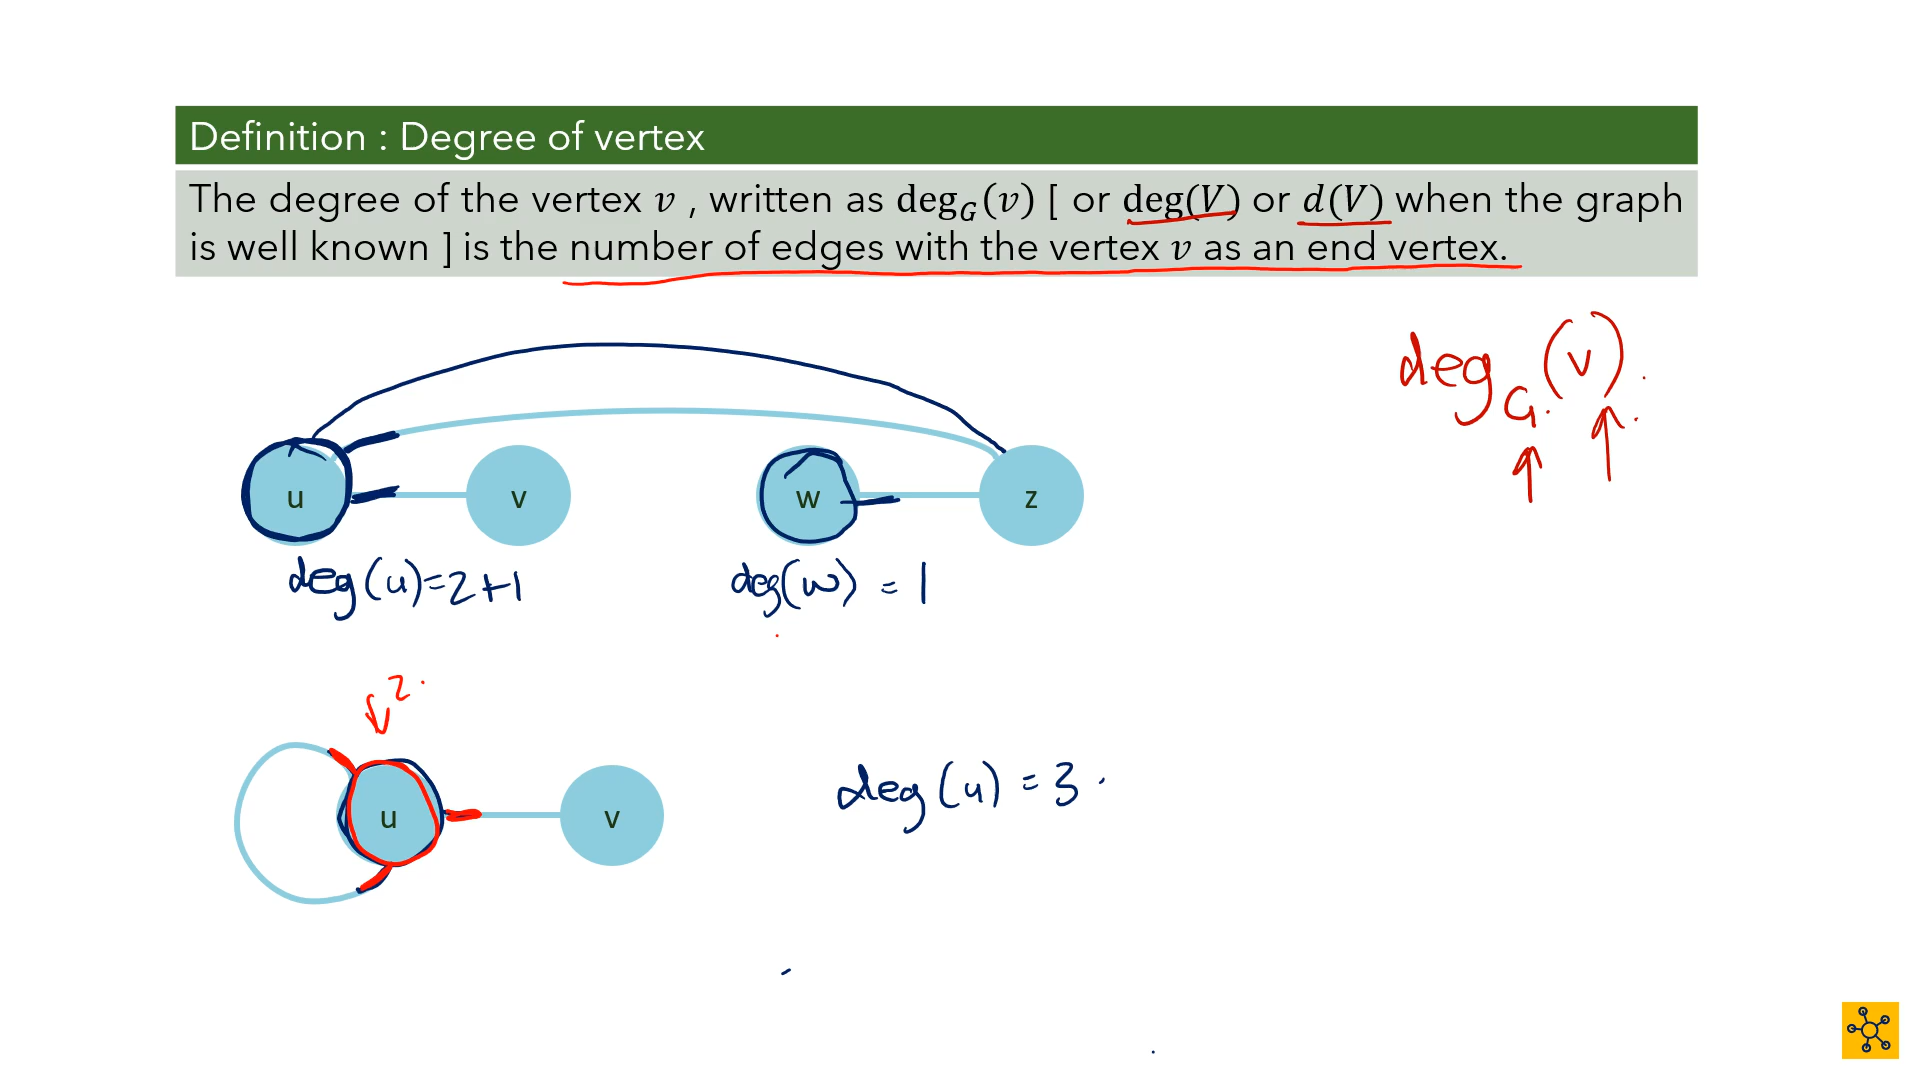 Definition : Degree of vertex
The degree of the vertex 𝑣 , written as deg_G(𝑣) [ or deg(𝑉) or 𝑑(𝑉) when the graph
is well known ] is the number of edges with the vertex 𝑣 as an end vertex.
deg_G(v)
u v w z
deg(u)=2+1 deg(w) = 1
2
u v
deg(u) = 3